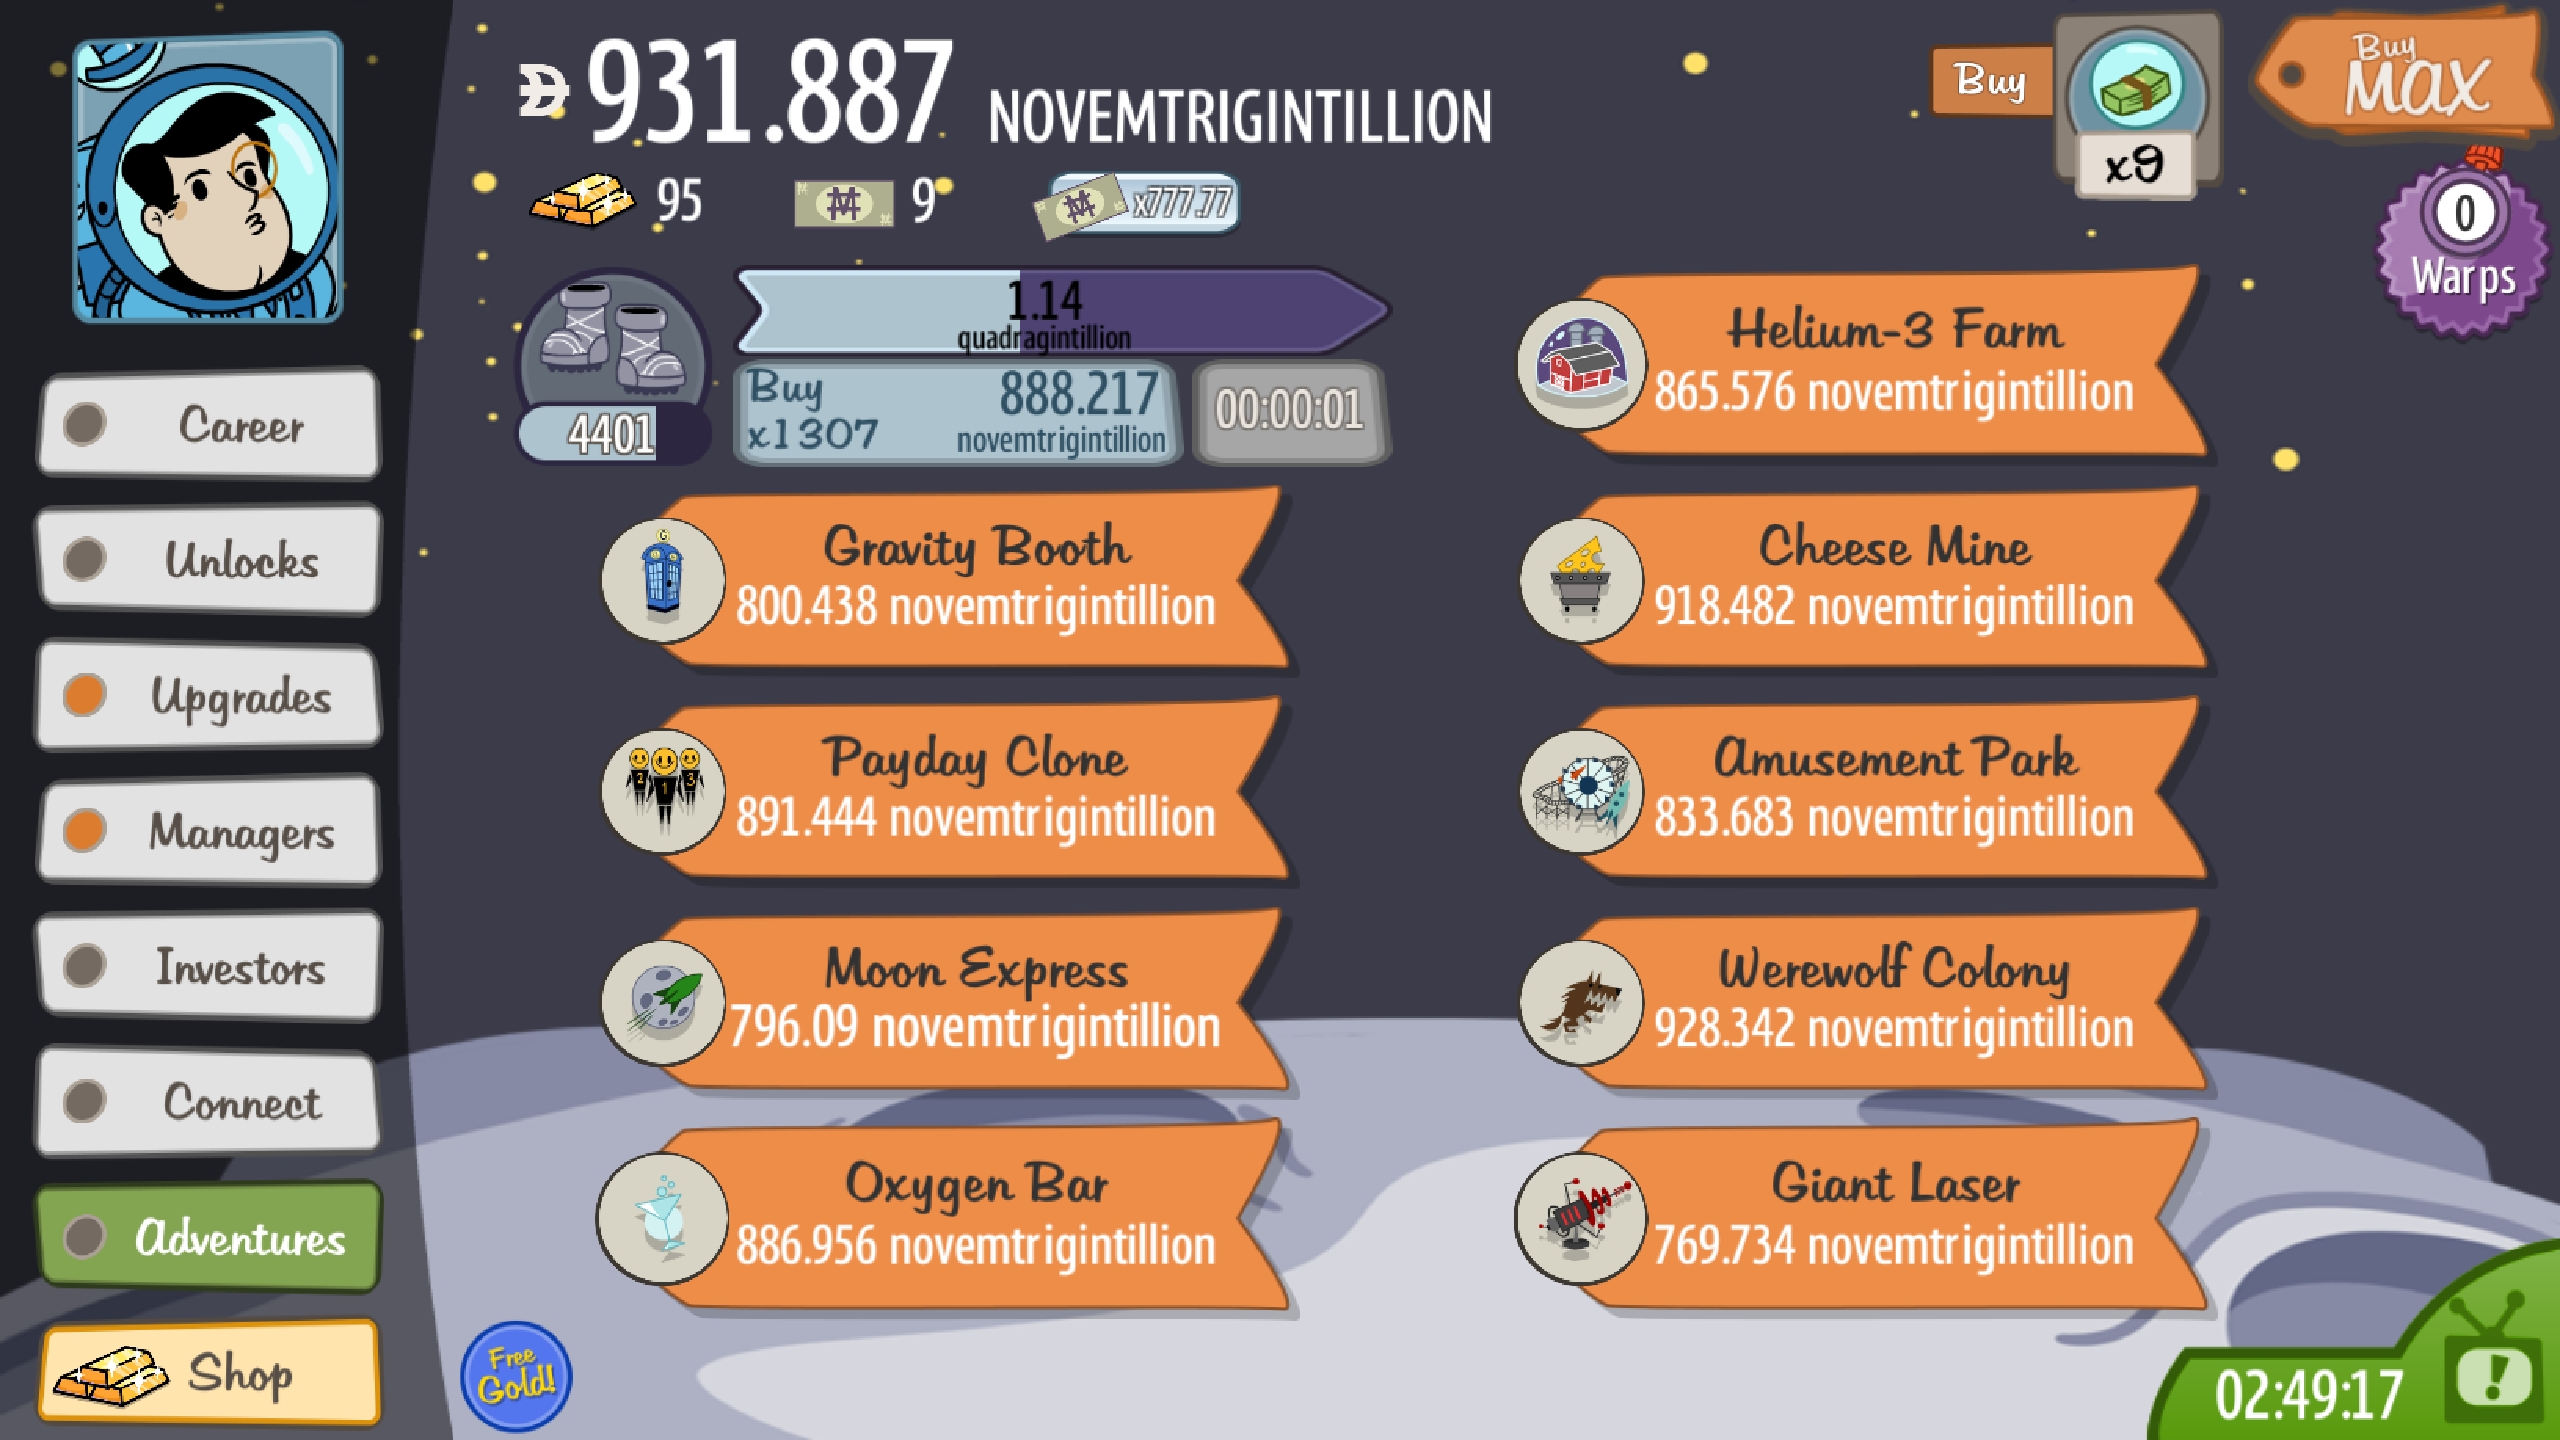 931.887 NOVEMTRIGINTILLION
95
9
x777.77
Buy
x9
Buy
MAX
0
Warps
Career
Unlocks
Upgrades
Managers
Investors
Connect
Adventures
Shop
1.14
quadragintillion
4401
Buy
x1307
888.217
novemtrigintillion
00:00:01
Helium-3 Farm
865.576 novemtrigintillion
Gravity Booth
800.438 novemtrigintillion
Cheese Mine
918.482 novemtrigintillion
Payday Clone
891.444 novemtrigintillion
2
1
3
Amusement Park
833.683 novemtrigintillion
Moon Express
796.09 novemtrigintillion
Werewolf Colony
928.342 novemtrigintillion
Oxygen Bar
886.956 novemtrigintillion
Giant Laser
769.734 novemtrigintillion
Free
Gold!
02:49:17
!